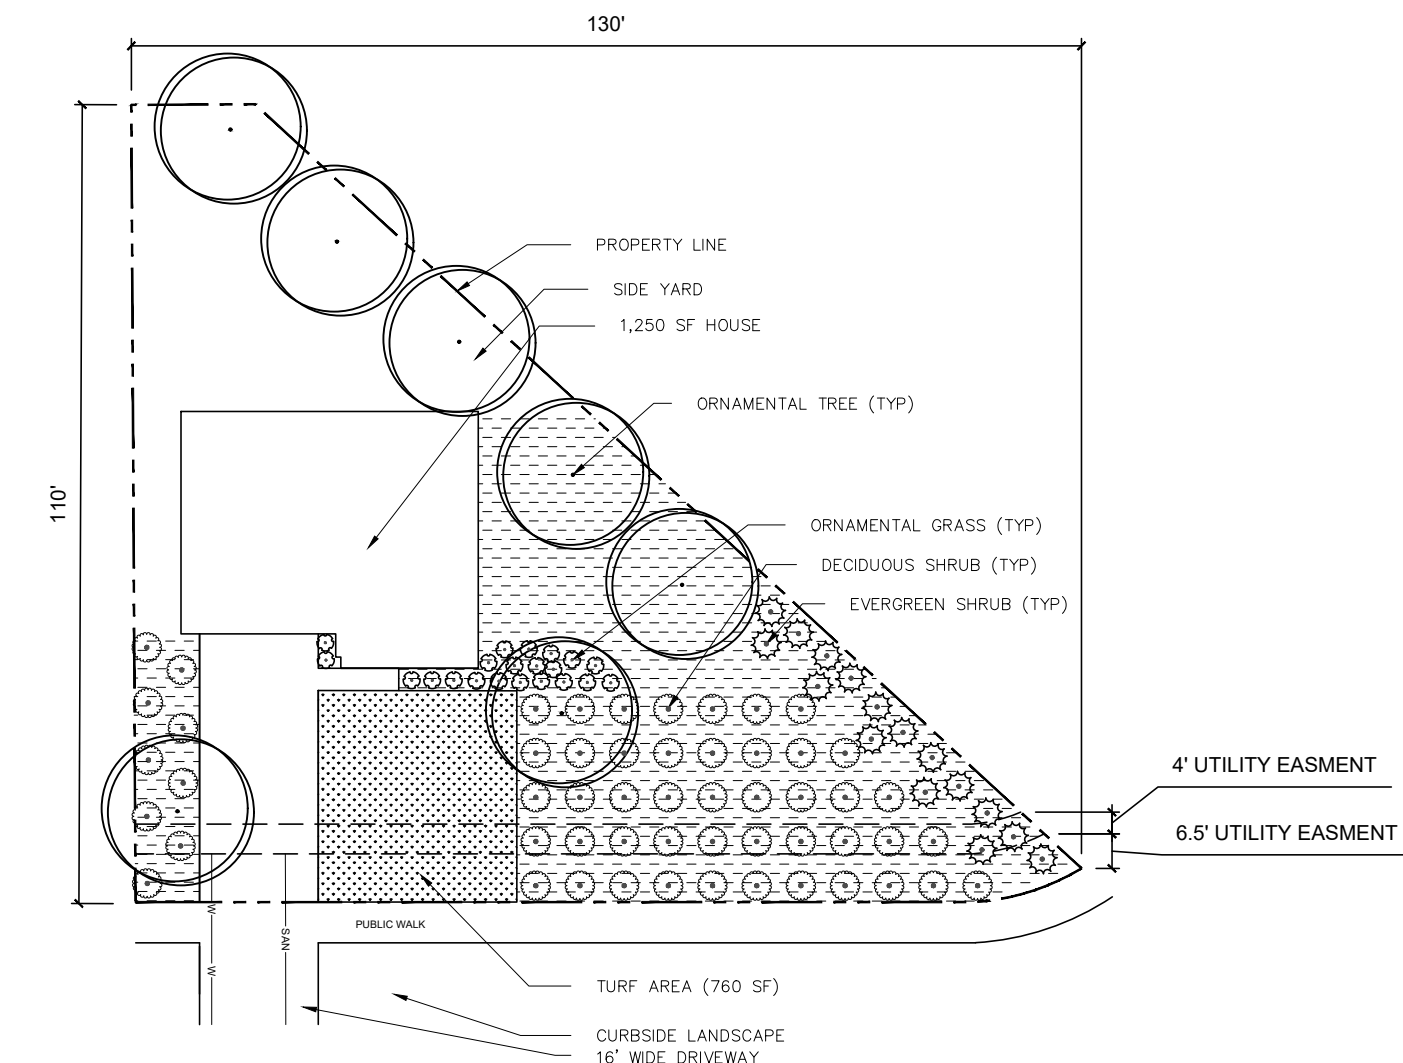 130'
110'
PROPERTY LINE
SIDE YARD
1,250 SF HOUSE
ORNAMENTAL TREE (TYP)
ORNAMENTAL GRASS (TYP)
DECIDUOUS SHRUB (TYP)
EVERGREEN SHRUB (TYP)
4' UTILITY EASMENT
6.5' UTILITY EASMENT
W
SAN
W
PUBLIC WALK
TURF AREA (760 SF)
CURBSIDE LANDSCAPE
16' WIDE DRIVEWAY